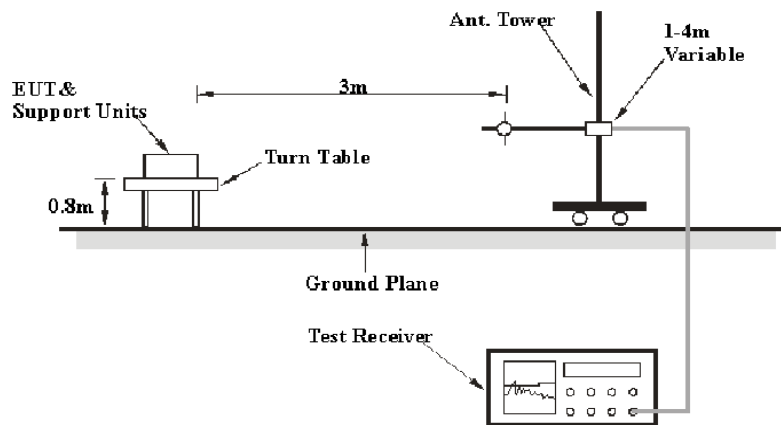 Ant. Tower
1-4m
Variable
3m
EUT &
Support Units
Turn Table
0.8m
Ground Plane
Test Receiver